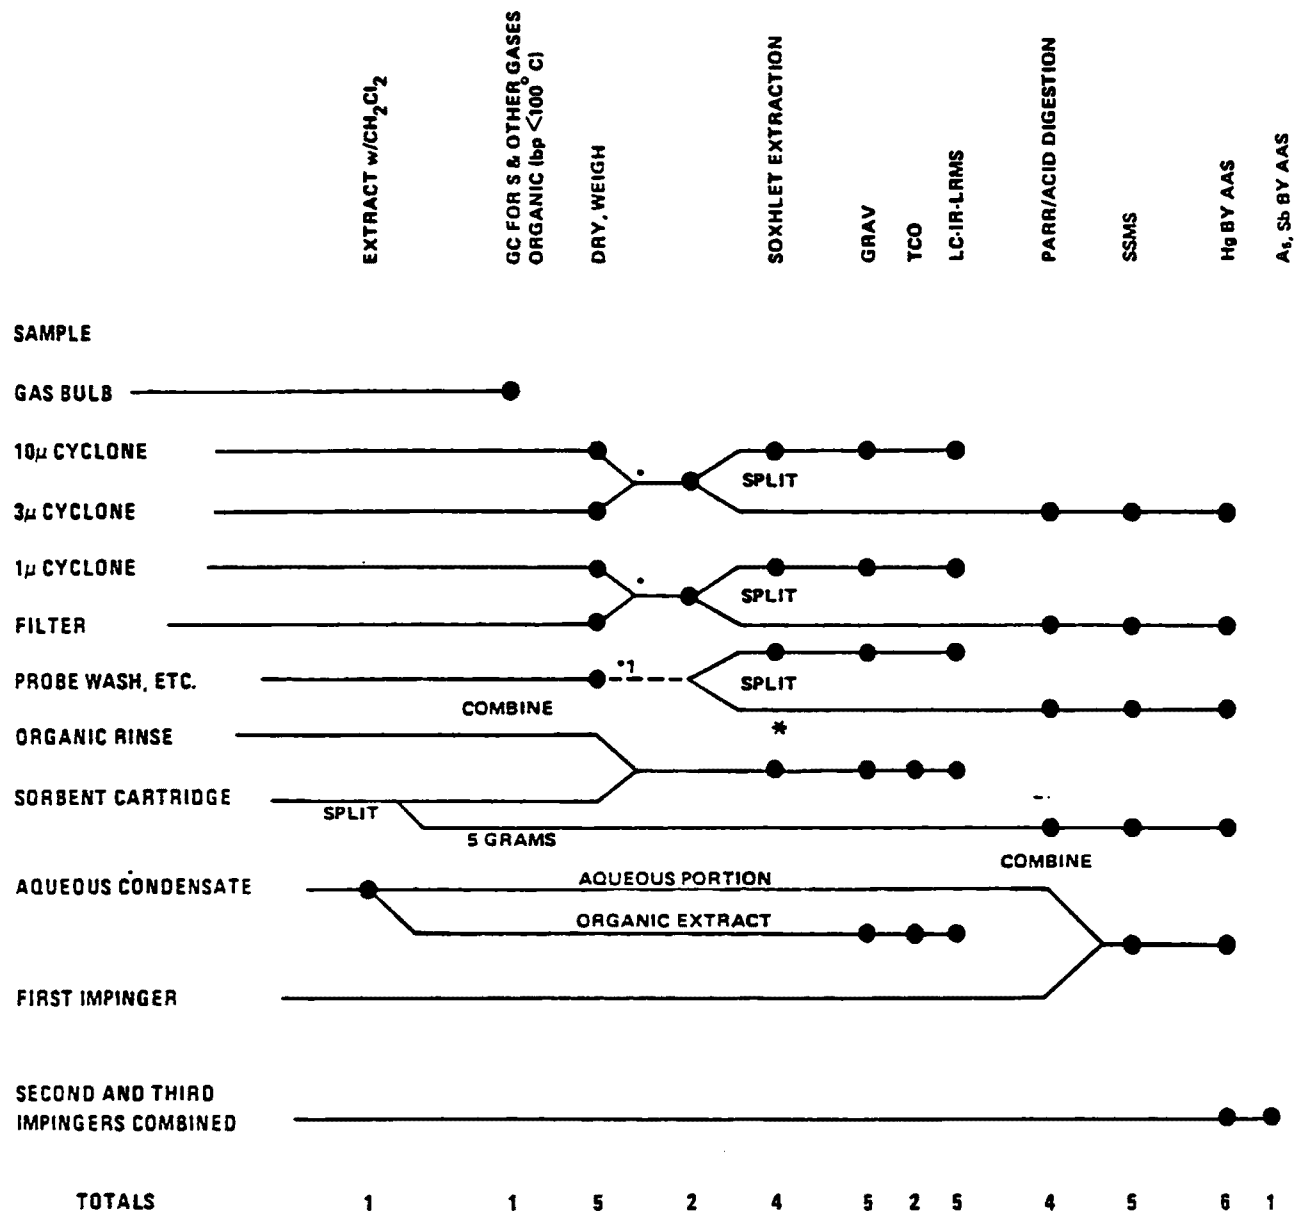 EXTRACT w/CH2Cl2
GC FOR S & OTHER GASES
ORGANIC (bp <100° C)
DRY, WEIGH
SOXHLET EXTRACTION
GRAV
TCO
LC-IR-LRMS
PARR/ACID DIGESTION
SSMS
Hg BY AAS
As, Sb BY AAS
SAMPLE
GAS BULB
10μ CYCLONE
SPLIT
3μ CYCLONE
1μ CYCLONE
SPLIT
FILTER
*1
PROBE WASH, ETC.
SPLIT
COMBINE
*
ORGANIC RINSE
SORBENT CARTRIDGE
SPLIT
5 GRAMS
COMBINE
AQUEOUS CONDENSATE
AQUEOUS PORTION
ORGANIC EXTRACT
FIRST IMPINGER
SECOND AND THIRD
IMPINGERS COMBINED
TOTALS 1 1 5 2 4 5 2 5 4 5 6 1